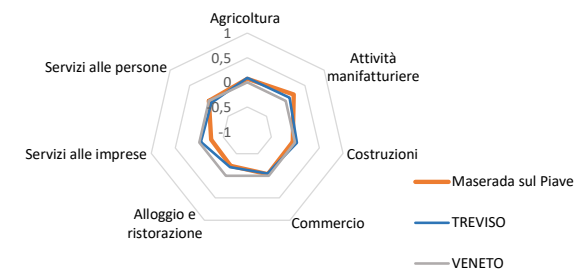 Agricoltura
1
0,5
0
0,5
-1
Attività
manifatturiere
Costruzioni
Commercio
Alloggio e
ristorazione
Servizi alle imprese
Servizi alle persone
Maserada sul Piave
TREVISO
VENETO